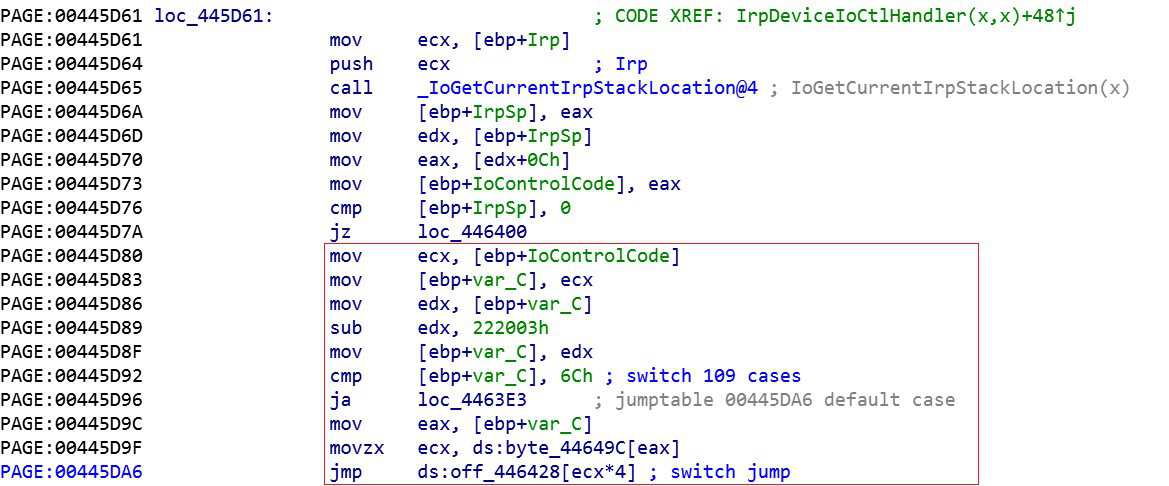 PAGE:00445D61 loc_445D61: ; CODE XREF: IrpDeviceIoCtlHandler(x,x)+48↑j
PAGE:00445D61 mov ecx, [ebp+Irp]
PAGE:00445D64 push ecx ; Irp
PAGE:00445D65 call _IoGetCurrentIrpStackLocation@4 ; IoGetCurrentIrpStackLocation(x)
PAGE:00445D6A mov [ebp+IrpSp], eax
PAGE:00445D6D mov edx, [ebp+IrpSp]
PAGE:00445D70 mov eax, [edx+0Ch]
PAGE:00445D73 mov [ebp+IoControlCode], eax
PAGE:00445D76 cmp [ebp+IrpSp], 0
PAGE:00445D7A jz loc_446400
PAGE:00445D80 mov ecx, [ebp+IoControlCode]
PAGE:00445D83 mov [ebp+var_C], ecx
PAGE:00445D86 mov edx, [ebp+var_C]
PAGE:00445D89 sub edx, 222003h
PAGE:00445D8F mov [ebp+var_C], edx
PAGE:00445D92 cmp [ebp+var_C], 6Ch ; switch 109 cases
PAGE:00445D96 ja loc_4463E3 ; jumptable 00445DA6 default case
PAGE:00445D9C mov eax, [ebp+var_C]
PAGE:00445D9F movzx ecx, ds:byte_44649C[eax]
PAGE:00445DA6 jmp ds:off_446428[ecx*4] ; switch jump